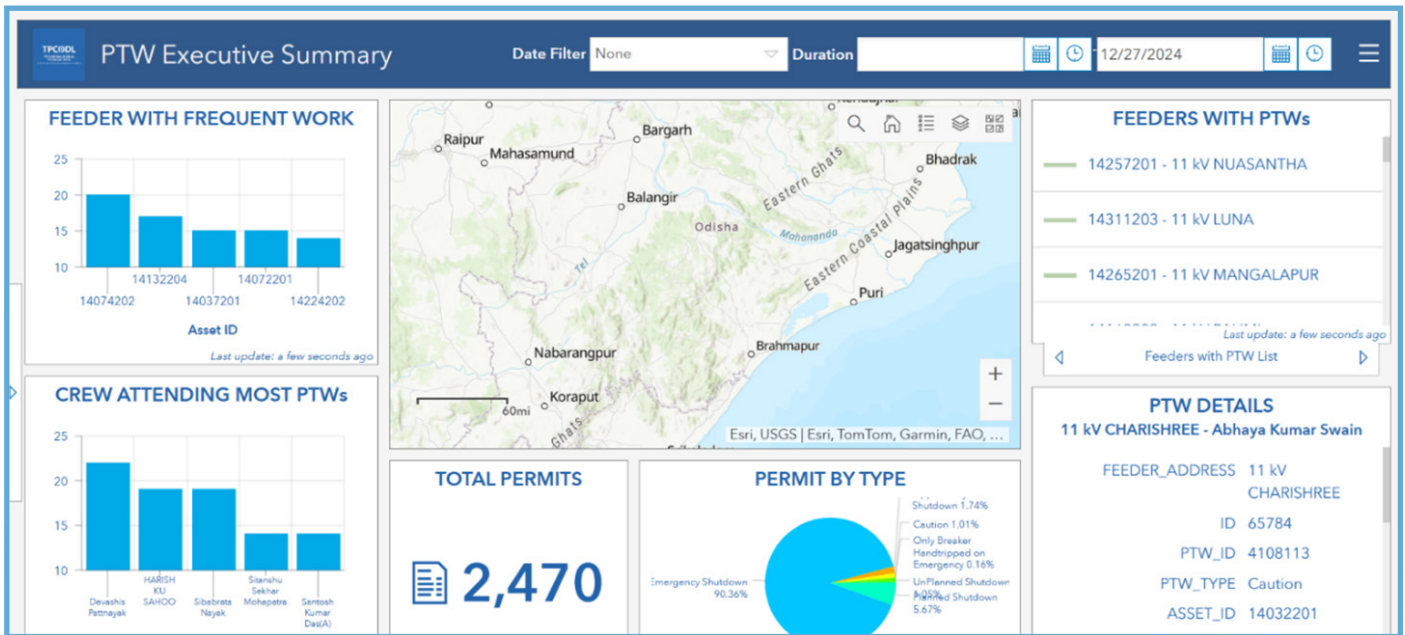 TPCODL
PTW Executive Summary
Date Filter
None
Duration
12/27/2024
FEEDER WITH FREQUENT WORK
25
20
15
10
14132204
14072201
14074202
14037201
14224202
Asset ID
Last update: a few seconds ago
CREW ATTENDING MOST PTWs
25
20
15
10
Devashis
Pattnayak
HARISH
KU
SAHOO
Sibabrata
Nayak
Sitanshu
Sekhar
Mohapatra
Santosh
Kumar
Das(A)
Raipur
Mahasamund
Bargarh
Bhadrak
Balangir
Eastern Ghats
Odisha
Mahananda
Eastern Coastal Plains
Jagatsinghpur
Tel
Eastern
Puri
Brahmapur
Nabarangpur
Koraput
60mi
Ghats
+
−
Esri, USGS | Esri, TomTom, Garmin, FAO, ...
TOTAL PERMITS
2,470
PERMIT BY TYPE
Shutdown 1.74%
Caution 1.01%
Only Breaker
Handtripped on
Emergency 0.16%
UnPlanned Shutdown
Planned Shutdown
5.67%
Emergency Shutdown
90.36%
FEEDERS WITH PTWs
14257201 - 11 kV NUASANTHA
14311203 - 11 kV LUNA
14265201 - 11 kV MANGALAPUR
Last update: a few seconds ago
Feeders with PTW List
PTW DETAILS
11 kV CHARISHREE - Abhaya Kumar Swain
FEEDER_ADDRESS 11 kV
CHARISHREE
ID 65784
PTW_ID 4108113
PTW_TYPE Caution
ASSET_ID 14032201